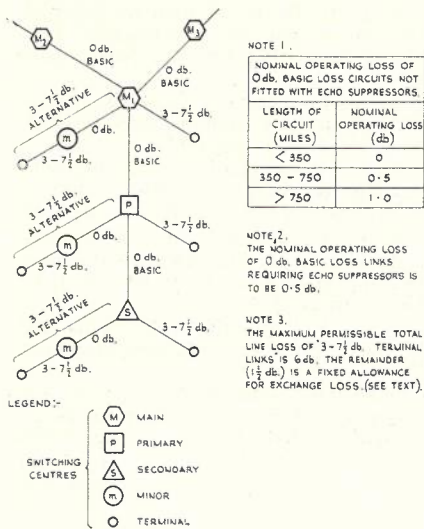 M2
M3
0 db.
BASIC
0 db.
BASIC
3 - 7½ db.
ALTERNATIVE
M1
0 db.
m
3 - 7½ db.
3 - 7½ db.
0 db.
BASIC
3 - 7½ db.
ALTERNATIVE
P
0 db.
m
3 - 7½ db.
3 - 7½ db.
0 db.
BASIC
3 - 7½ db.
ALTERNATIVE
S
0 db.
m
3 - 7½ db.
3 - 7½ db.
LEGEND:-
SWITCHING
CENTRES
M MAIN
P PRIMARY
S SECONDARY
m MINOR
TERMINAL
NOTE 1.
NOMINAL OPERATING LOSS OF
0 db. BASIC LOSS CIRCUITS NOT
FITTED WITH ECHO SUPPRESSORS.
LENGTH OF
CIRCUIT
(MILES)
NOMINAL
OPERATING LOSS
(db)
< 350 0
350 - 750 0·5
> 750 1·0
NOTE 2.
THE NOMINAL OPERATING LOSS
OF 0 db. BASIC LOSS LINKS
REQUIRING ECHO SUPPRESSORS IS
TO BE 0·5 db.
NOTE 3.
THE MAXIMUM PERMISSIBLE TOTAL
LINE LOSS OF "3 - 7½ db. TERMINAL
LINKS" IS 6 db. THE REMAINDER
(1½ db.) IS A FIXED ALLOWANCE
FOR EXCHANGE LOSS. (SEE TEXT).